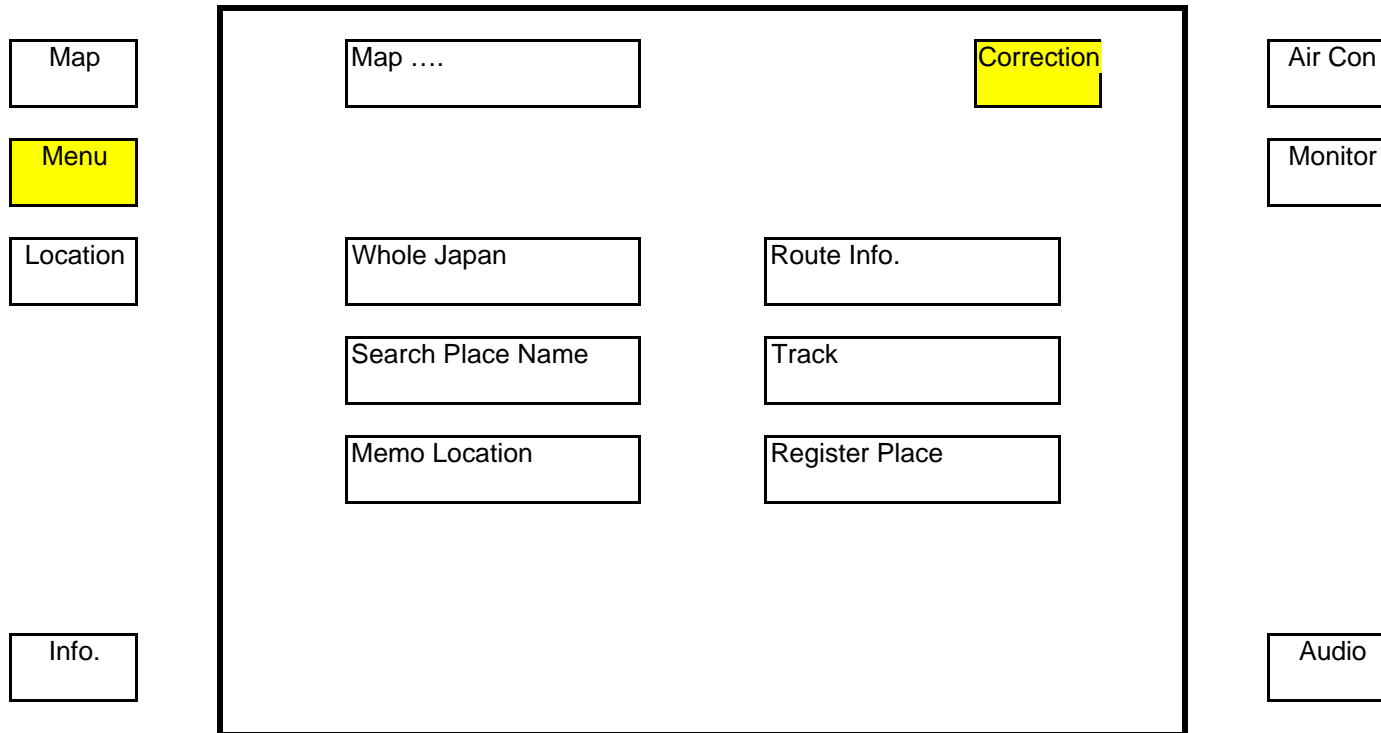 Map
Map ….
Correction
Air Con
Menu
Monitor
Location
Whole Japan
Route Info.
Search Place Name
Track
Memo Location
Register Place
Info.
Audio